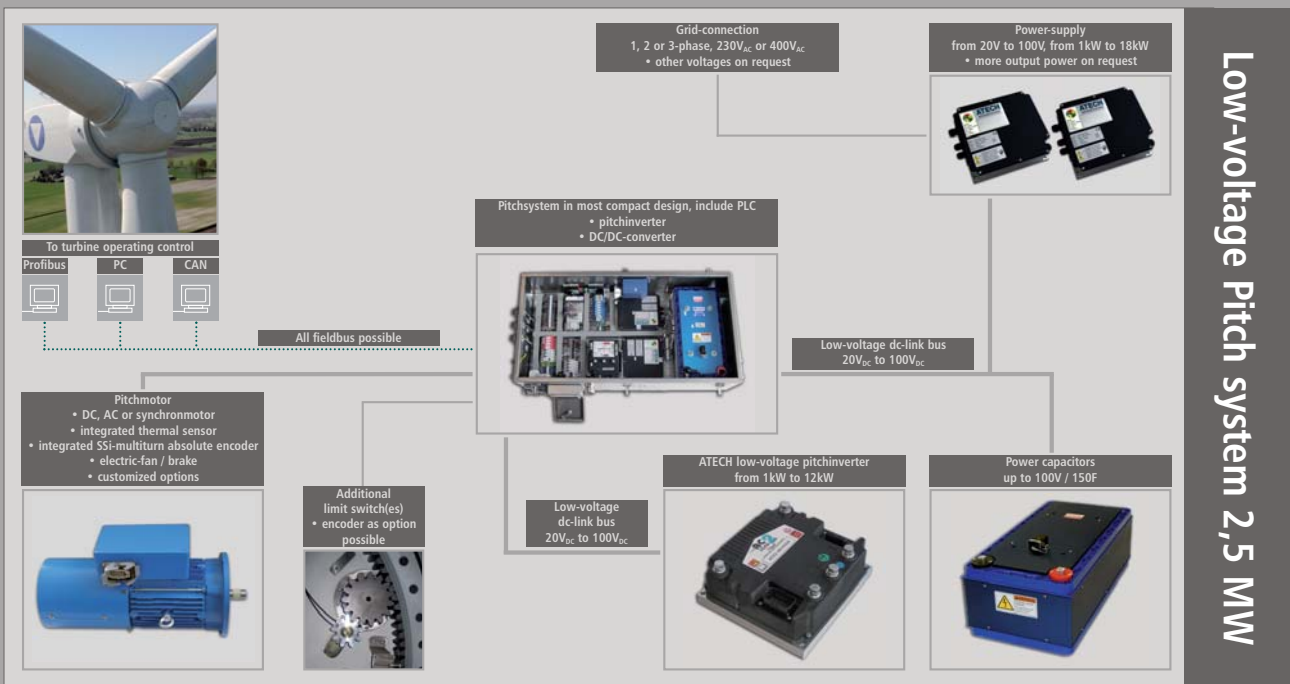 Low-voltage Pitch system 2,5 MW
Grid-connection
1, 2 or 3-phase, 230VAC or 400VAC
• other voltages on request
Power-supply
from 20V to 100V, from 1kW to 18kW
• more output power on request
ATECH
ATECH
To turbine operating control
Profibus
PC
CAN
All fieldbus possible
Pitchsystem in most compact design, include PLC
• pitchinverter
• DC/DC-converter
Low-voltage dc-link bus
20VDC to 100VDC
Pitchmotor
• DC, AC or synchronmotor
• integrated thermal sensor
• integrated SSi-multiturn absolute encoder
• electric-fan / brake
• customized options
Additional
limit switch(es)
• encoder as option
possible
Low-voltage
dc-link bus
20VDC to 100VDC
ATECH low-voltage pitchinverter
from 1kW to 12kW
Power capacitors
up to 100V / 150F